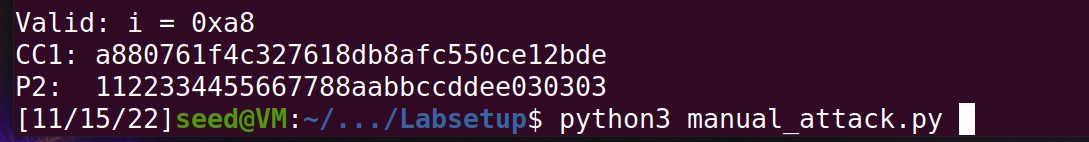 Valid: i = 0xa8
CC1: a880761f4c327618db8afc550ce12bde
P2:  1122334455667788aabbccddee030303
[11/15/22]seed@VM:~/.../Labsetup$ python3 manual_attack.py